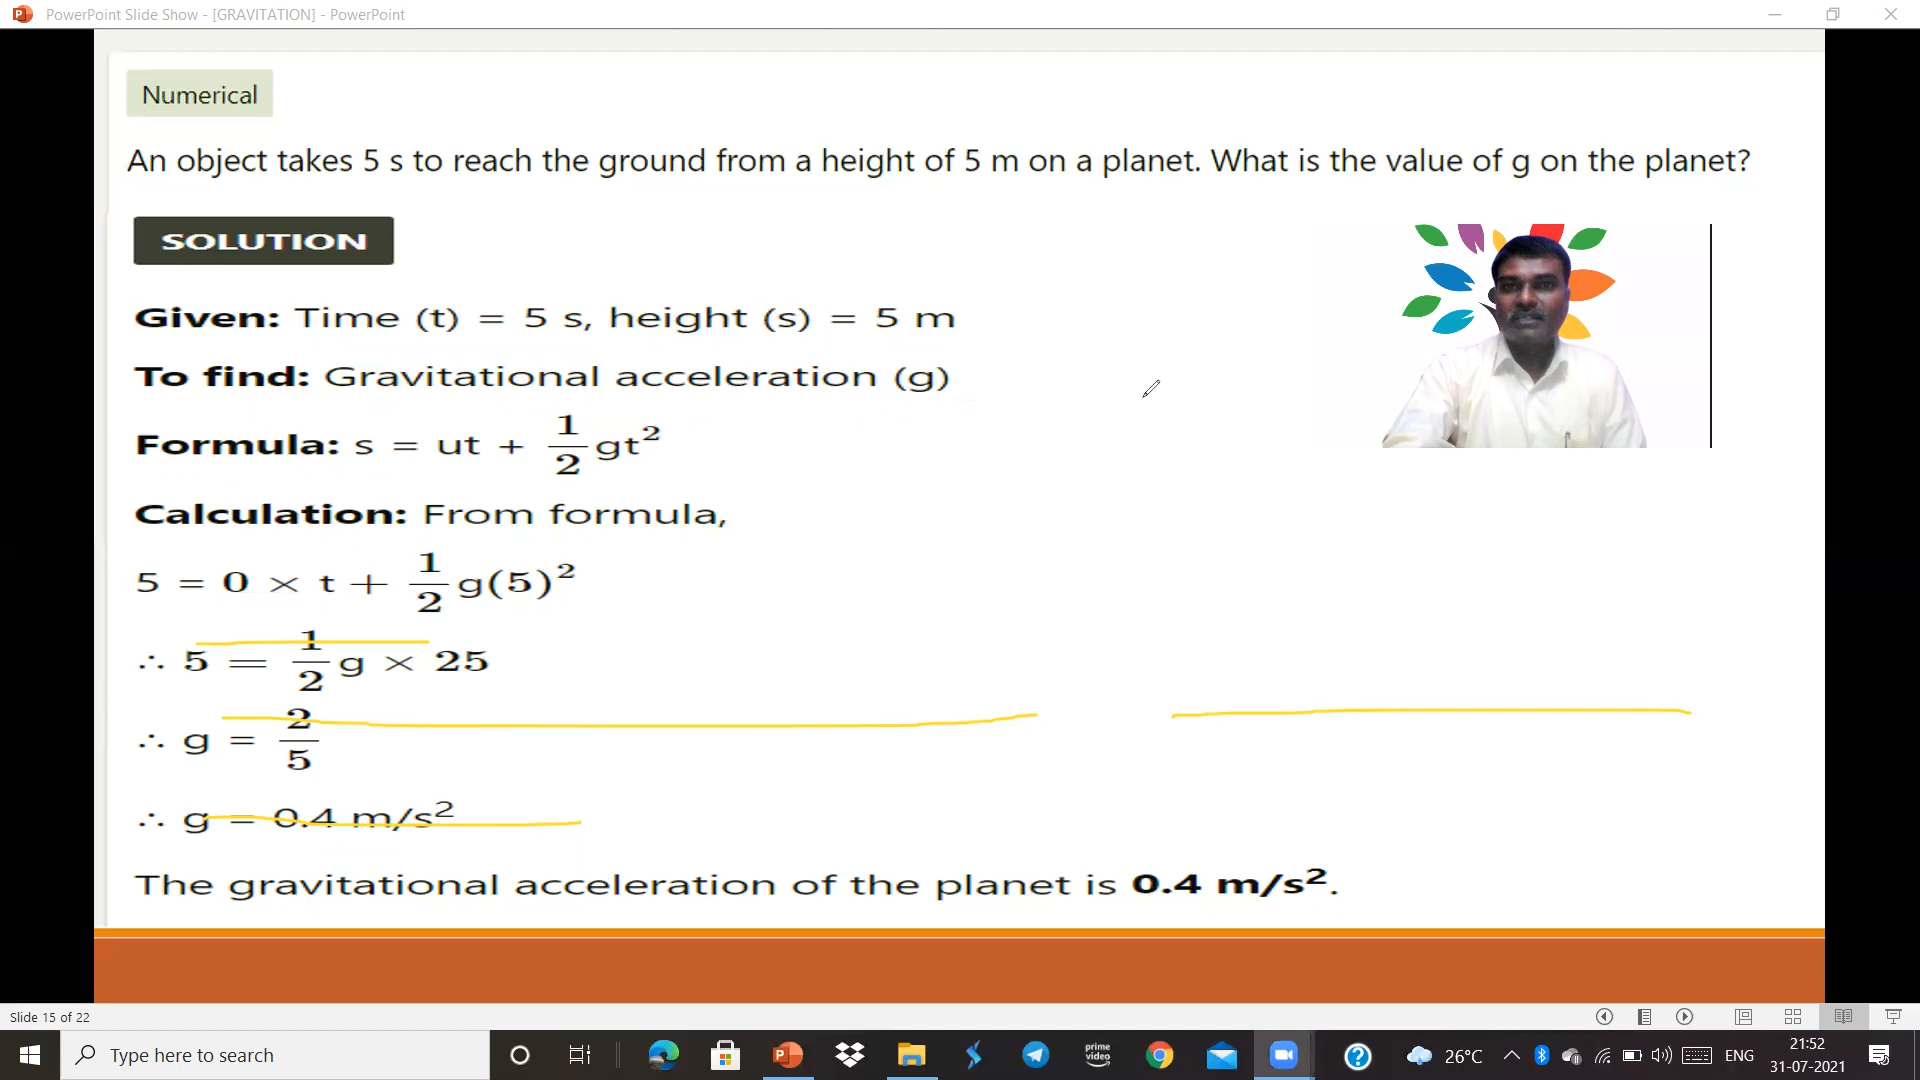 PowerPoint Slide Show - [GRAVITATION] - PowerPoint
Numerical
An object takes 5 s to reach the ground from a height of 5 m on a planet. What is the value of g on the planet?
SOLUTION
Given: Time (t) = 5 s, height (s) = 5 m
To find: Gravitational acceleration (g)
Formula: s = ut + 1/2 gt²
Calculation: From formula,
5 = 0 × t + 1/2 g(5)²
∴ 5 = 1/2 g × 25
∴ g = 2/5
∴ g = 0.4 m/s²
The gravitational acceleration of the planet is 0.4 m/s².
Slide 15 of 22
Type here to search
prime video
26°C
ENG
21:52
31-07-2021